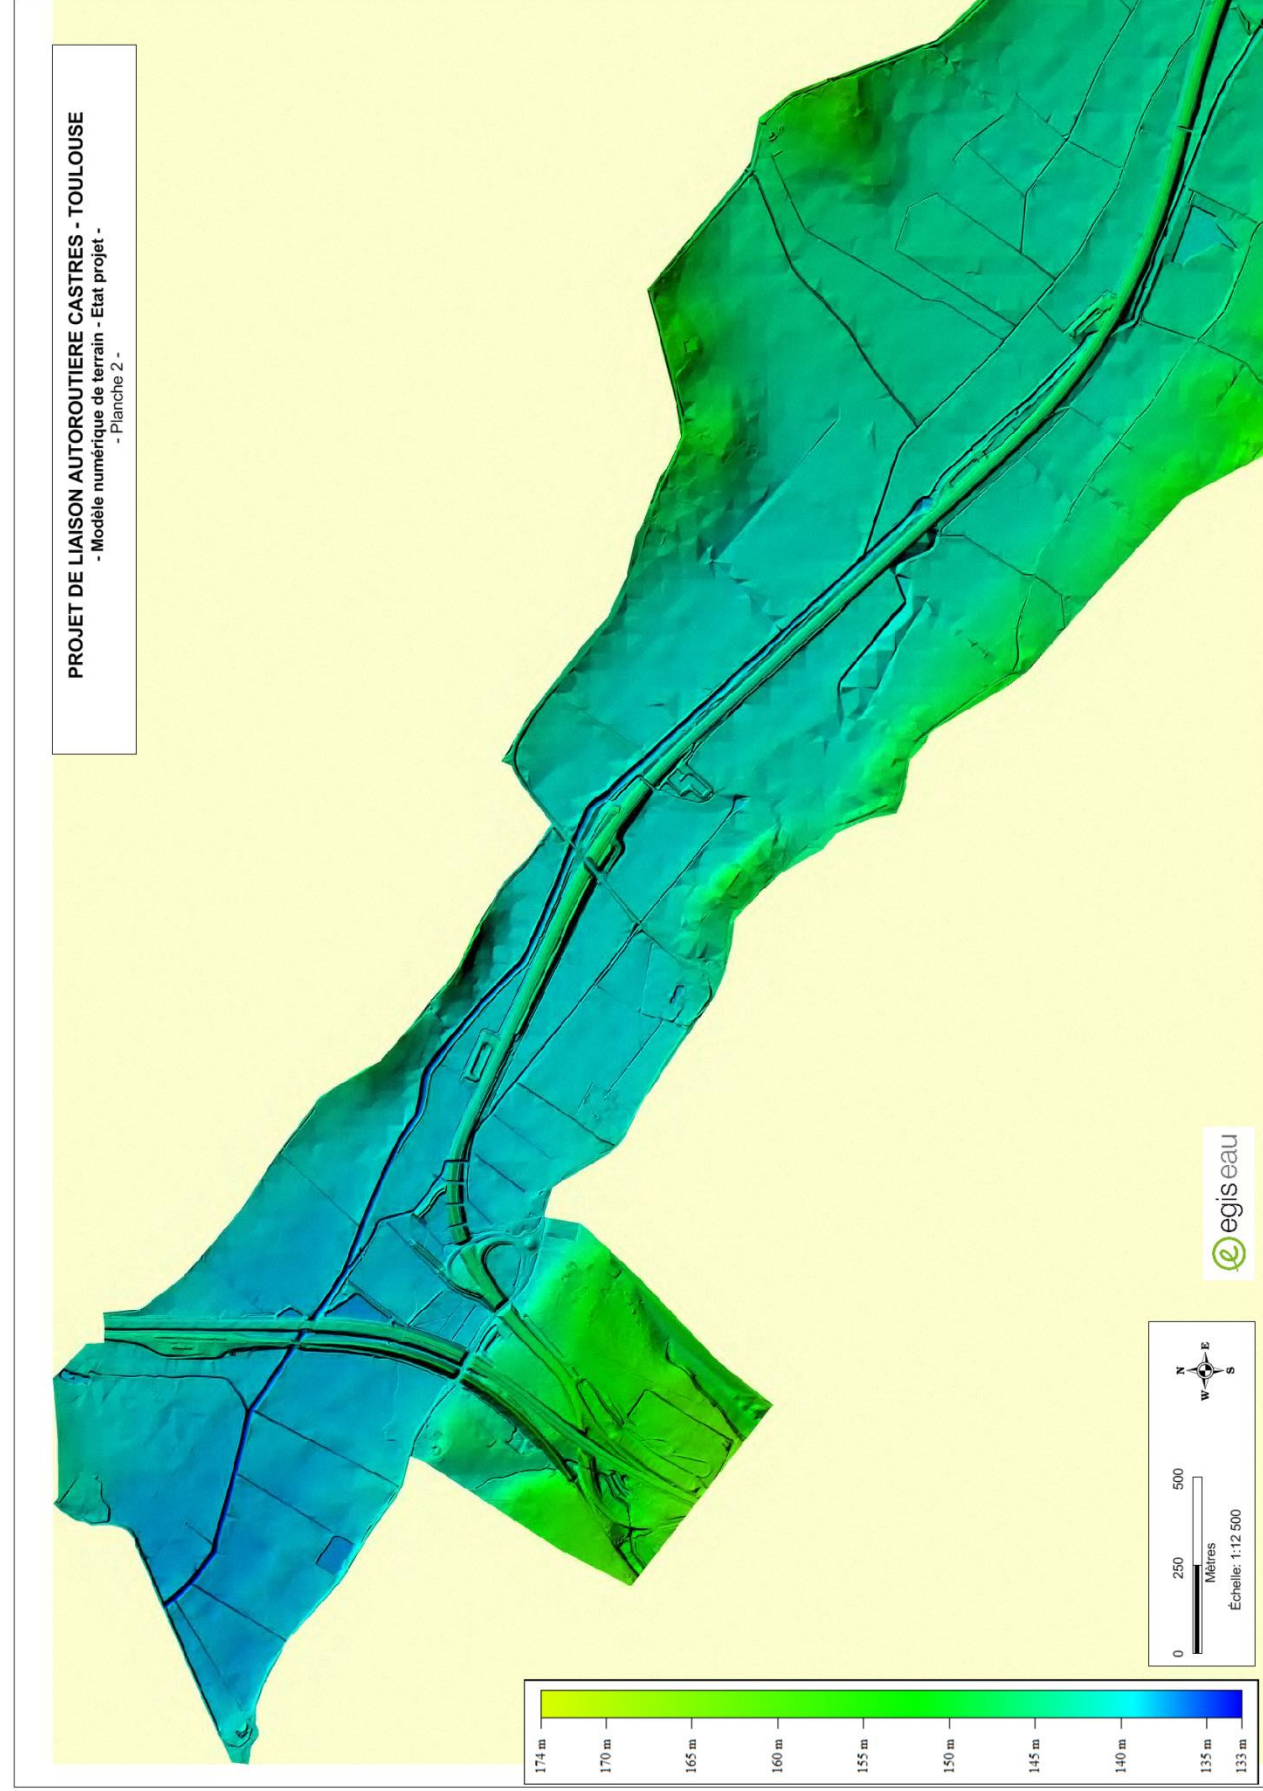 PROJET DE LIAISON AUTOROUTIERE CASTRES - TOULOUSE
- Modèle numérique de terrain - Etat projet -
- Planche 2 -
174 m
170 m
165 m
160 m
155 m
150 m
145 m
140 m
135 m
133 m
0 250 500
Mètres
Échelle: 1:12 500
N
W E
S
egis eau